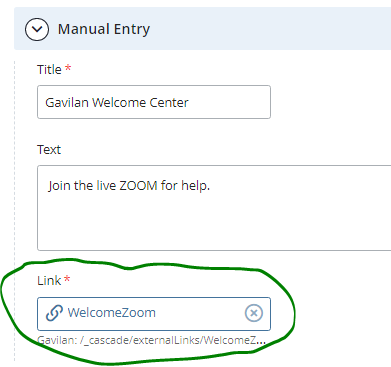 Manual Entry
Title *
Gavilan Welcome Center
Text
Join the live ZOOM for help.
Link *
WelcomeZoom
Gavilan: /_cascade/externalLinks/WelcomeZ...